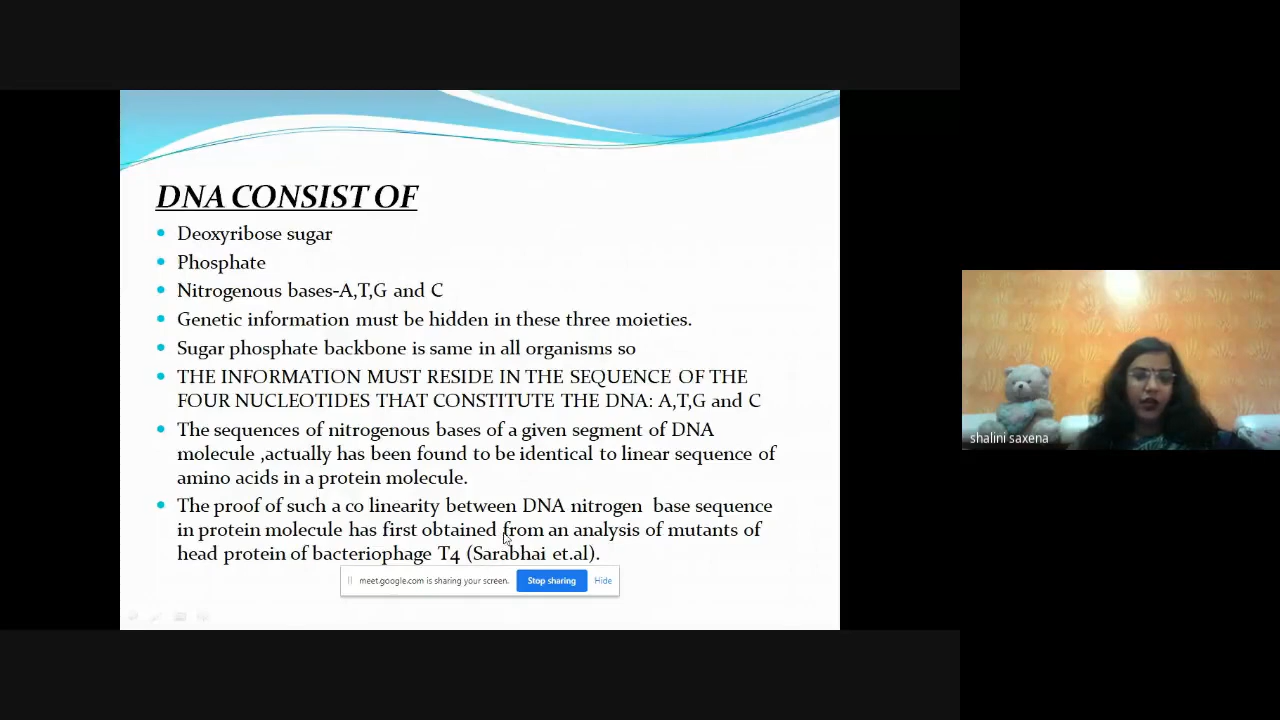 DNA CONSIST OF
Deoxyribose sugar
Phosphate
Nitrogenous bases-A,T,G and C
Genetic information must be hidden in these three moieties.
Sugar phosphate backbone is same in all organisms so
THE INFORMATION MUST RESIDE IN THE SEQUENCE OF THE
FOUR NUCLEOTIDES THAT CONSTITUTE THE DNA: A,T,G and C
The sequences of nitrogenous bases of a given segment of DNA
molecule ,actually has been found to be identical to linear sequence of
amino acids in a protein molecule.
The proof of such a co linearity between DNA nitrogen base sequence
in protein molecule has first obtained from an analysis of mutants of
head protein of bacteriophage T4 (Sarabhai et.al).
meet.google.com is sharing your screen. Stop sharing Hide
shalini saxena